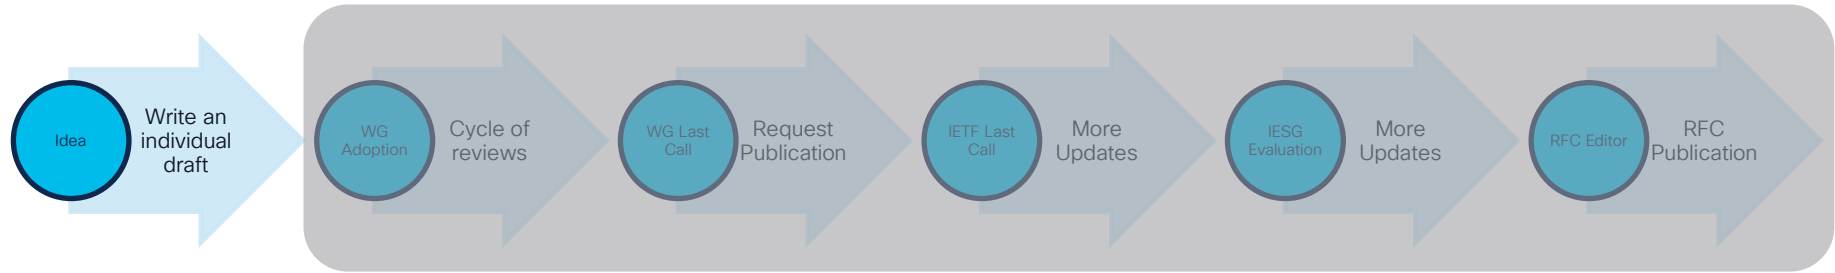 Idea
Write an
individual
draft
WG
Adoption
Cycle of
reviews
WG Last
Call
Request
Publication
IETF Last
Call
More
Updates
IESG
Evaluation
More
Updates
RFC Editor
RFC
Publication